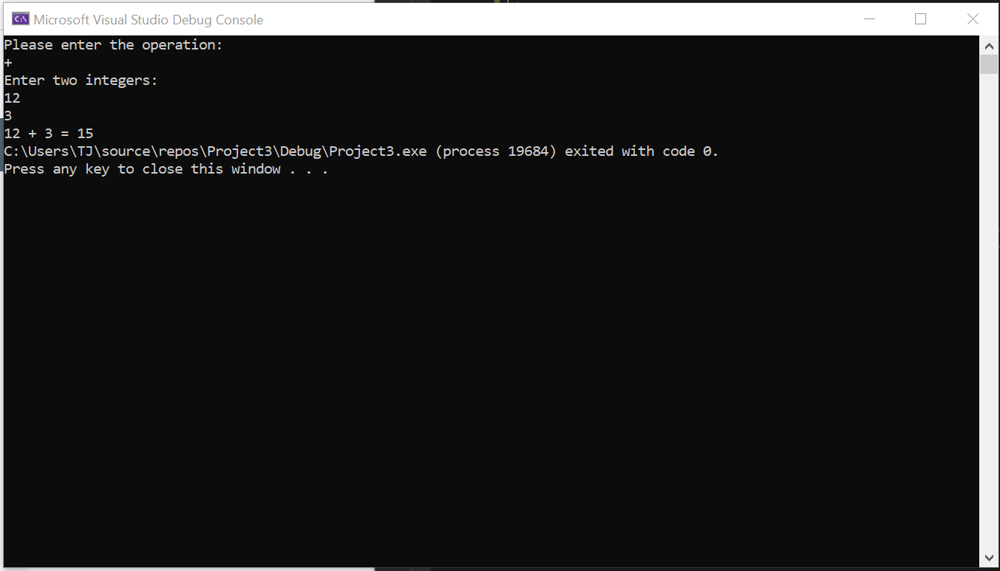 Microsoft Visual Studio Debug Console
Please enter the operation:
+
Enter two integers:
12
3
12 + 3 = 15
C:\Users\TJ\source\repos\Project3\Debug\Project3.exe (process 19684) exited with code 0.
Press any key to close this window . . .